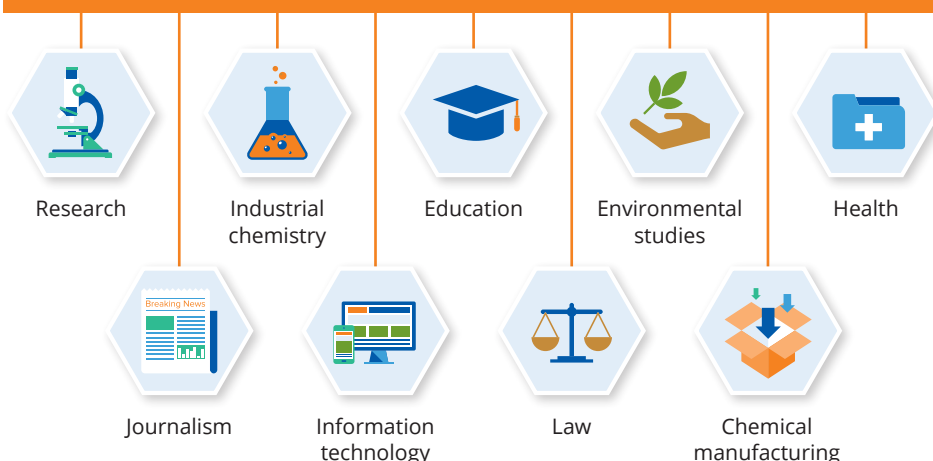 Research
Industrial
chemistry
Education
Environmental
studies
Health
Breaking News
Journalism
Information
technology
Law
Chemical
manufacturing